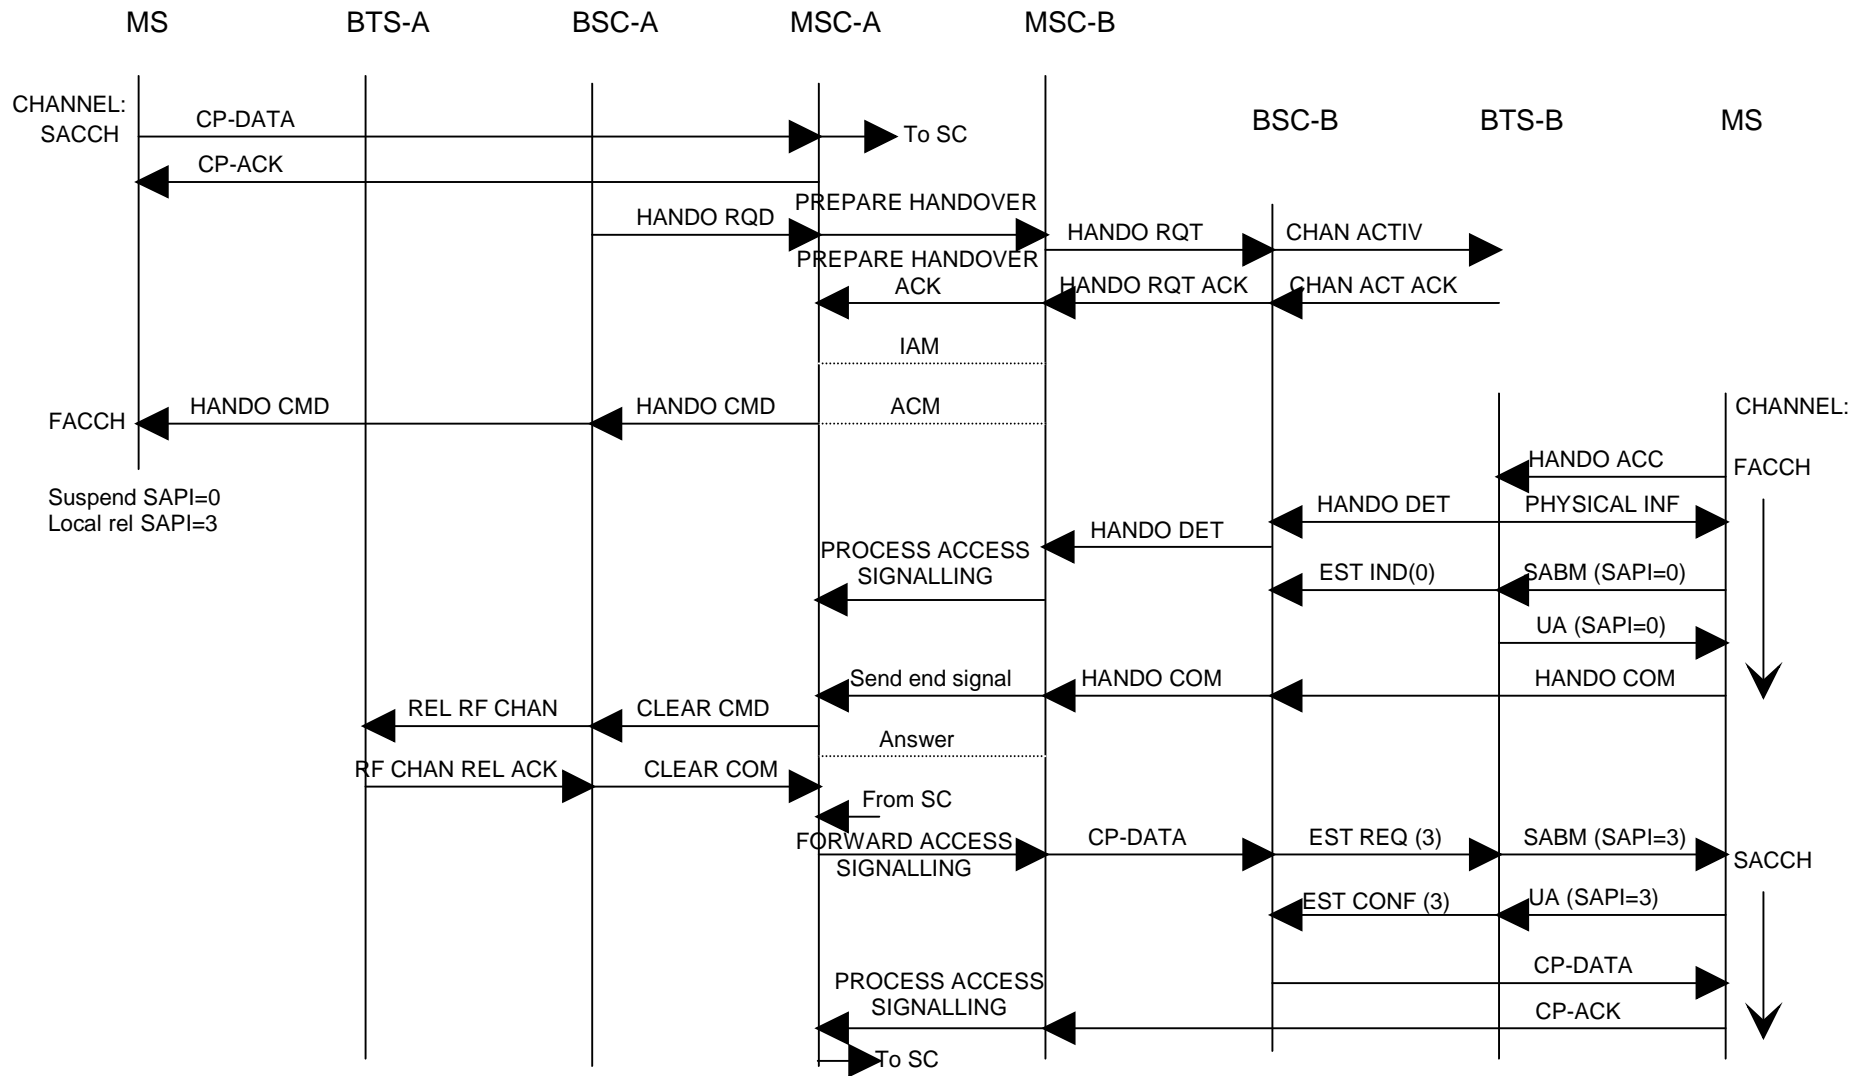 MS
BTS-A
BSC-A
MSC-A
MSC-B
CHANNEL:
SACCH
CP-DATA
To SC
BSC-B
BTS-B
MS
CP-ACK
HANDO RQD
PREPARE HANDOVER
HANDO RQT
CHAN ACTIV
PREPARE HANDOVER
ACK
HANDO RQT ACK
CHAN ACT ACK
IAM
FACCH
HANDO CMD
HANDO CMD
ACM
CHANNEL:
HANDO ACC
FACCH
Suspend SAPI=0
Local rel SAPI=3
HANDO DET
PHYSICAL INF
HANDO DET
PROCESS ACCESS
SIGNALLING
EST IND(0)
SABM (SAPI=0)
UA (SAPI=0)
Send end signal
HANDO COM
HANDO COM
REL RF CHAN
CLEAR CMD
Answer
RF CHAN REL ACK
CLEAR COM
From SC
FORWARD ACCESS
SIGNALLING
CP-DATA
EST REQ (3)
SABM (SAPI=3)
SACCH
EST CONF (3)
UA (SAPI=3)
CP-DATA
PROCESS ACCESS
SIGNALLING
CP-ACK
To SC